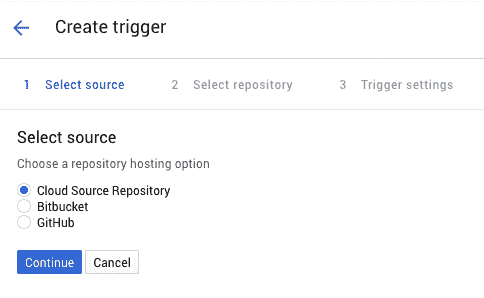 Create trigger
1 Select source 2 Select repository 3 Trigger settings
Select source
Choose a repository hosting option
Cloud Source Repository
Bitbucket
GitHub
Continue Cancel